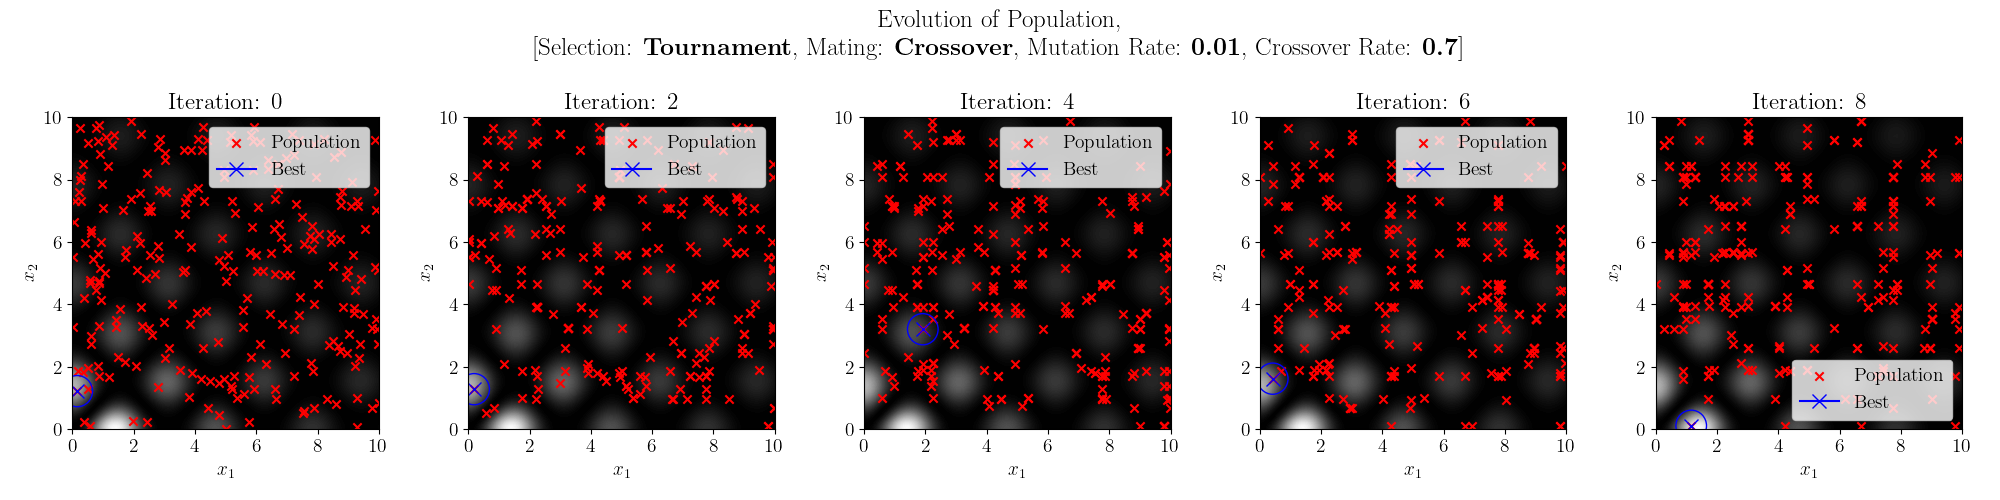 Evolution of Population,
[Selection: Tournament, Mating: Crossover, Mutation Rate: 0.01, Crossover Rate: 0.7]
Iteration: 0
10
8
6
4
2
0
x₂
0 2 4 6 8 10
x₁
Population
Best
Iteration: 2
10
8
6
4
2
0
x₂
0 2 4 6 8 10
x₁
Population
Best
Iteration: 4
10
8
6
4
2
0
x₂
0 2 4 6 8 10
x₁
Population
Best
Iteration: 6
10
8
6
4
2
0
x₂
0 2 4 6 8 10
x₁
Population
Best
Iteration: 8
10
8
6
4
2
0
x₂
0 2 4 6 8 10
x₁
Population
Best